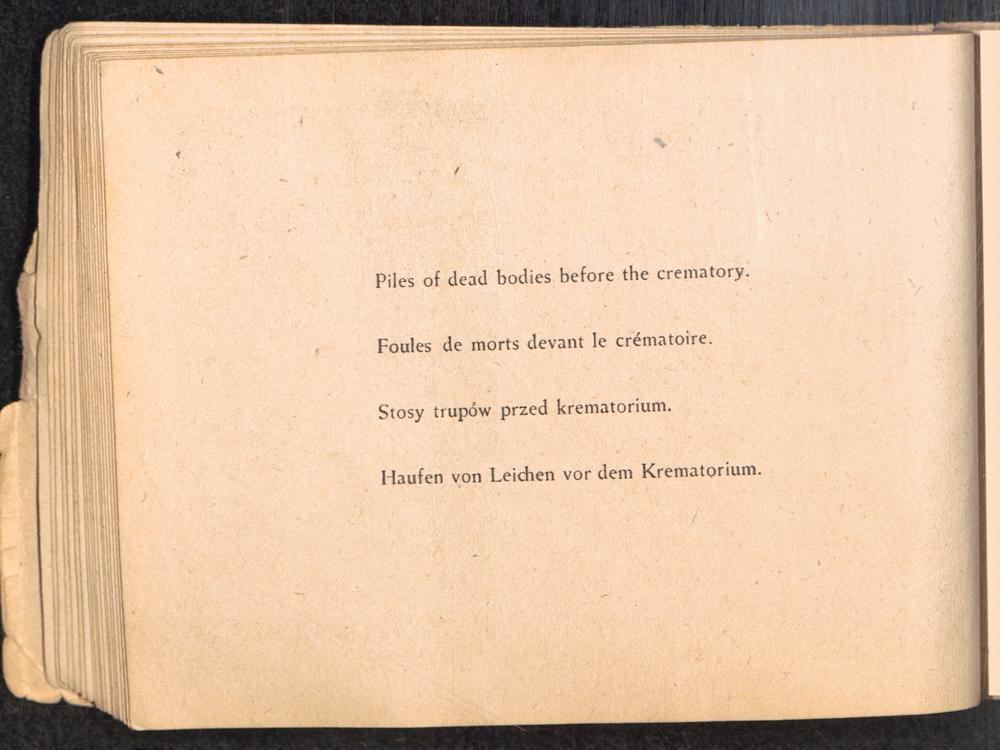 Piles of dead bodies before the crematory.
Foules de morts devant le crématoire.
Stosy trupów przed krematorium.
Haufen von Leichen vor dem Krematorium.